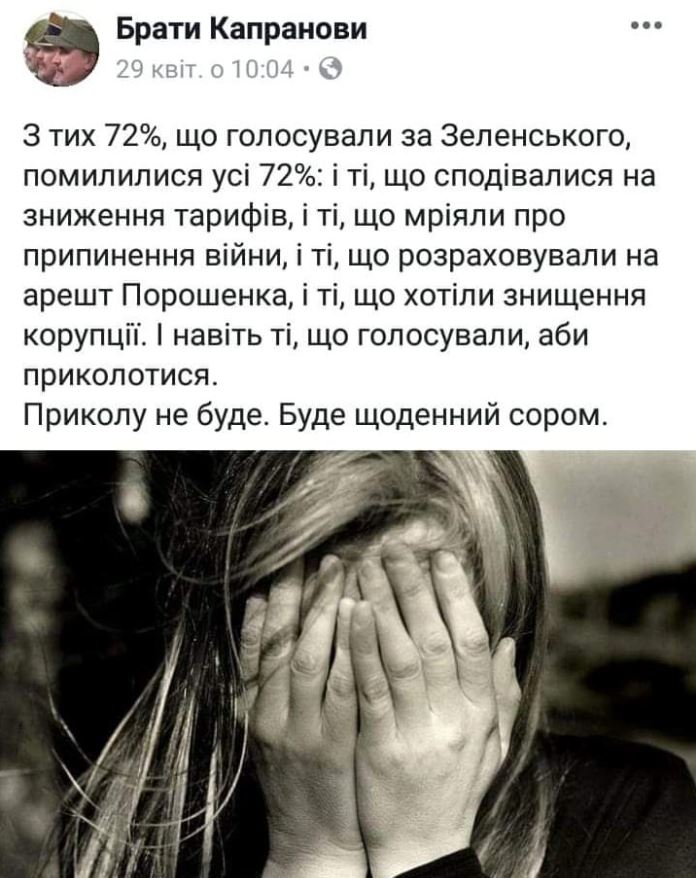 Брати Капранови
29 квіт. о 10:04 ·
З тих 72%, що голосували за Зеленського,
помилилися усі 72%: і ті, що сподівалися на
зниження тарифів, і ті, що мріяли про
припинення війни, і ті, що розраховували на
арешт Порошенка, і ті, що хотіли знищення
корупції. І навіть ті, що голосували, аби
приколотися.
Приколу не буде. Буде щоденний сором.